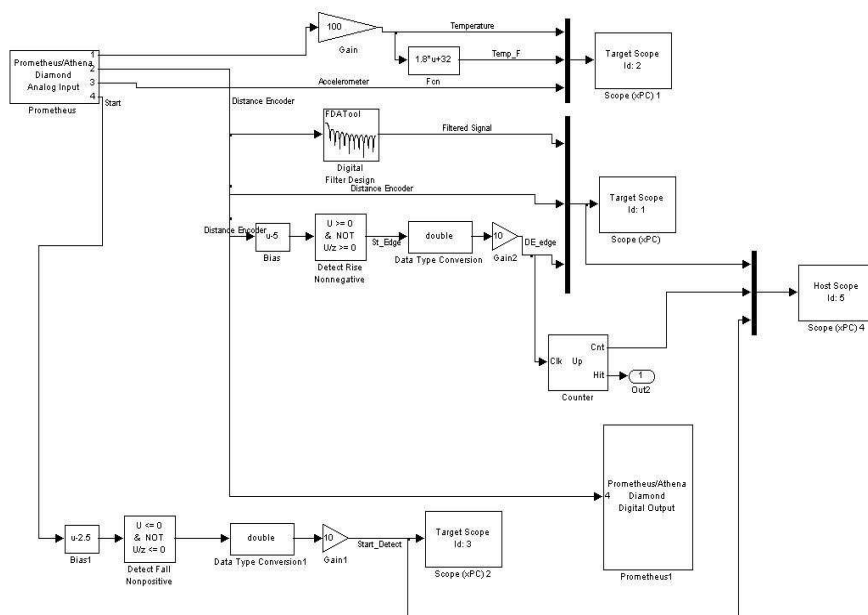 100
Gain
Temperature
1.8*u+32
Fcn
Temp_F
Target Scope
Id: 2
Scope (xPC) 1
Prometheus/Athena
Diamond
Analog Input
1
2
3
4
Prometheus
Start
Accelerometer
Distance Encoder
FDATool
Digital
Filter Design
Filtered Signal
Distance Encoder
Target Scope
Id: 1
Scope (xPC)
Distance Encoder
u-5
Bias
U >= 0
& NOT
U/z >= 0
Detect Rise
Nonnegative
St_Edge
double
Data Type Conversion
10
Gain2
DE_edge
Host Scope
Id: 5
Scope (xPC) 4
Clk
Up
Cnt
Hit
Counter
1
Out2
4
Prometheus/Athena
Diamond
Digital Output
Prometheus1
u-2.5
Bias1
U <= 0
& NOT
U/z <= 0
Detect Fall
Nonpositive
double
Data Type Conversion1
10
Gain1
Start_Detect
Target Scope
Id: 3
Scope (xPC) 2